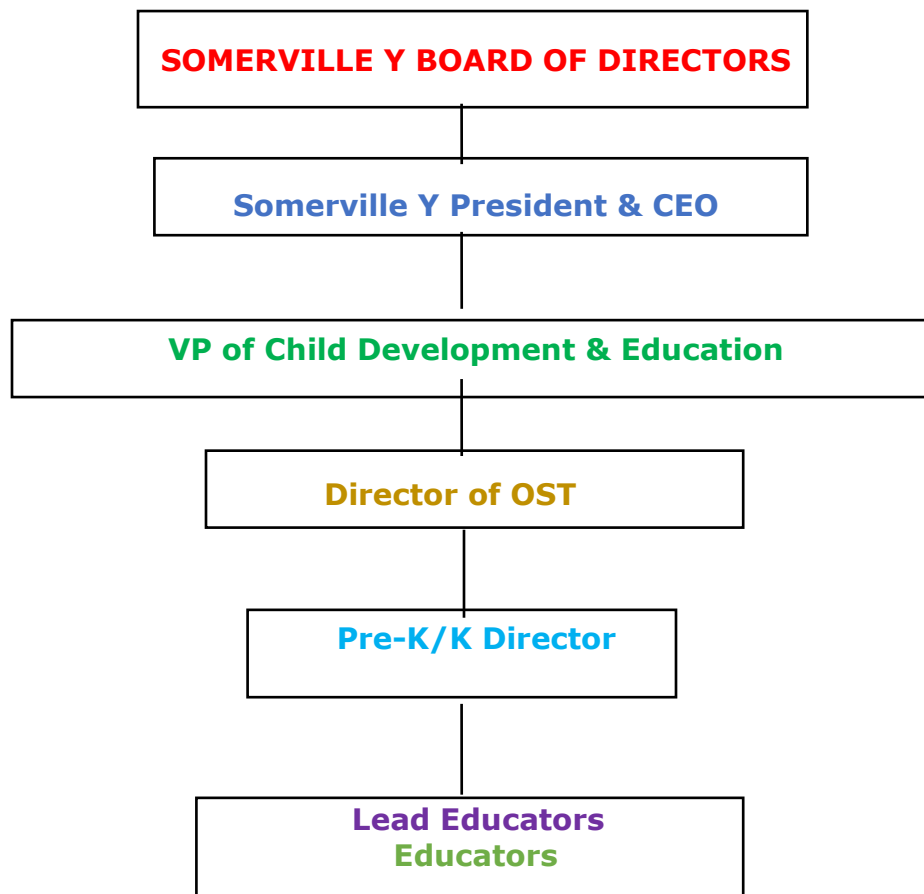 SOMERVILLE Y BOARD OF DIRECTORS
Somerville Y President & CEO
VP of Child Development & Education
Director of OST
Pre-K/K Director
Lead Educators
Educators